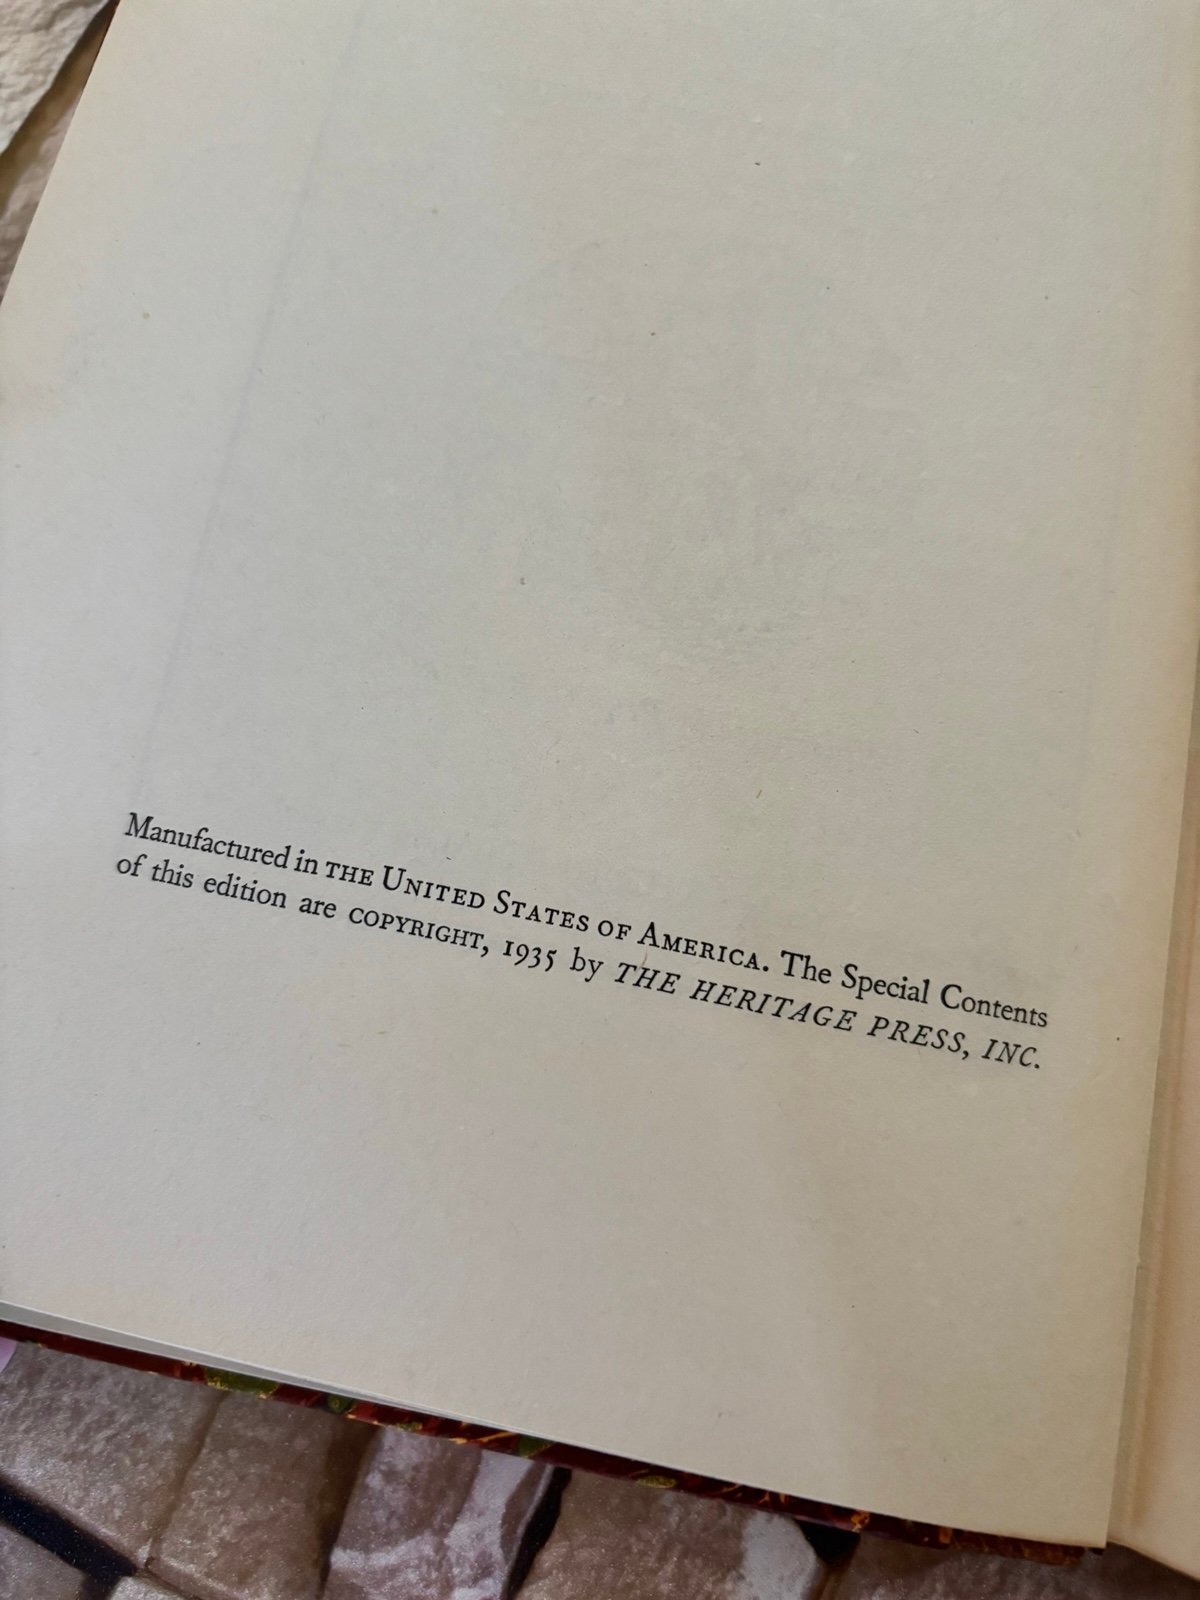 Manufactured in THE UNITED STATES OF AMERICA. The Special Contents
of this edition are COPYRIGHT, 1935 by THE HERITAGE PRESS, INC.